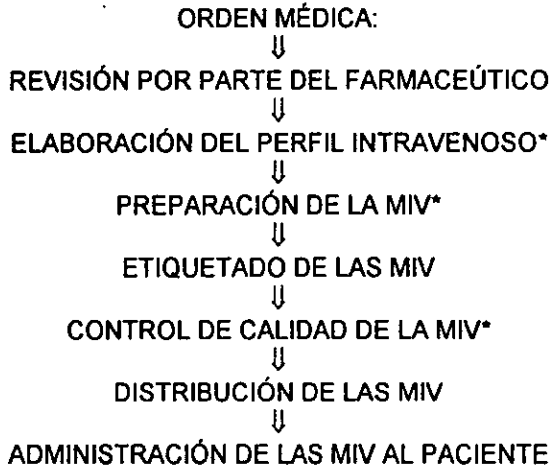 ORDEN MÉDICA:
⇓
REVISIÓN POR PARTE DEL FARMACEÚTICO
⇓
ELABORACIÓN DEL PERFIL INTRAVENOSO*
⇓
PREPARACIÓN DE LA MIV*
⇓
ETIQUETADO DE LAS MIV
⇓
CONTROL DE CALIDAD DE LA MIV*
⇓
DISTRIBUCIÓN DE LAS MIV
⇓
ADMINISTRACIÓN DE LAS MIV AL PACIENTE